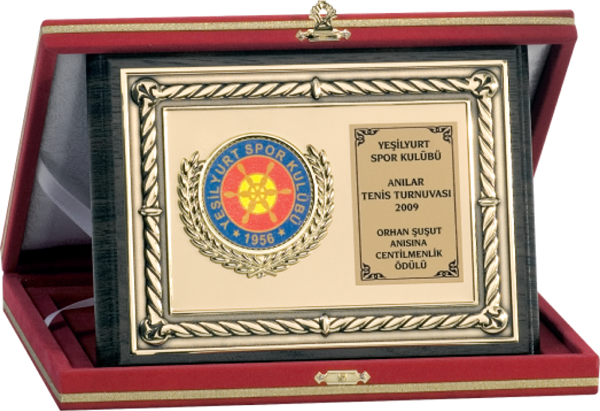 YEŞİLYURT SPOR KULÜBÜ
★ 1956 ★
YEŞİLYURT
SPOR KULÜBÜ
ANILAR
TENİS TURNUVASI
2009
ORHAN ŞUŞUT
ANISINA
CENTİLMENLİK
ÖDÜLÜ